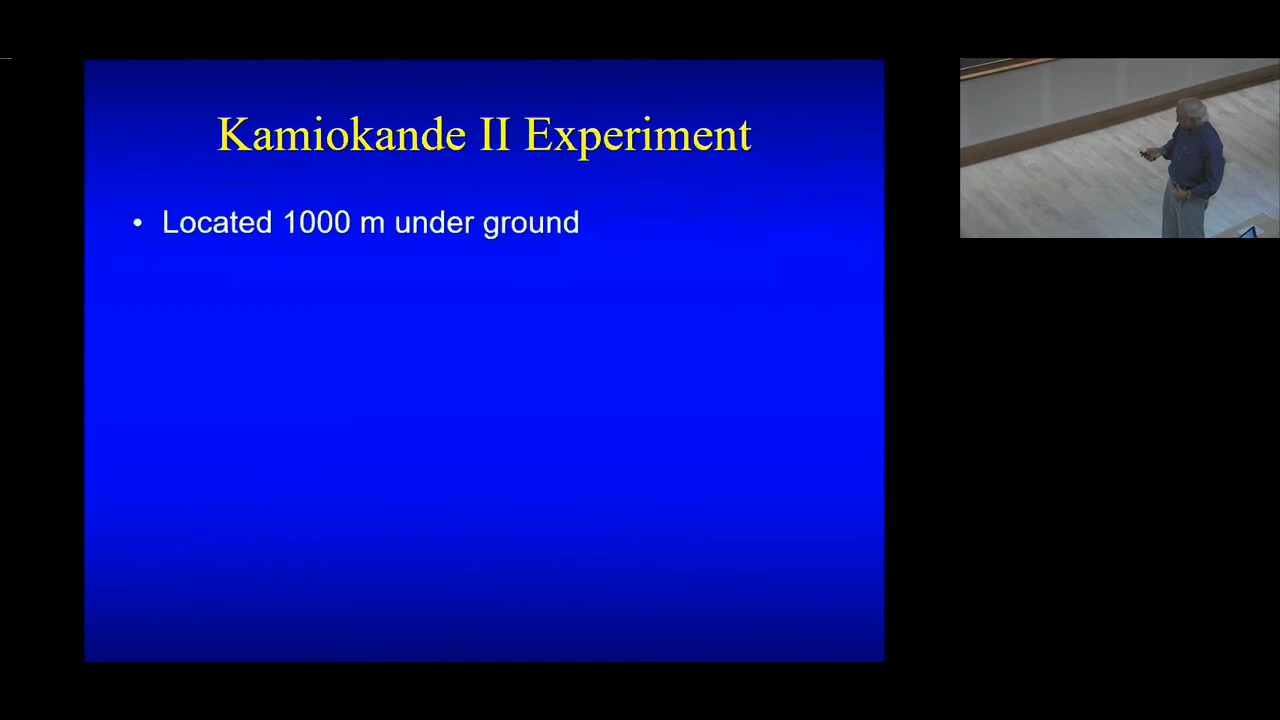 Kamiokande II Experiment
• Located 1000 m under ground